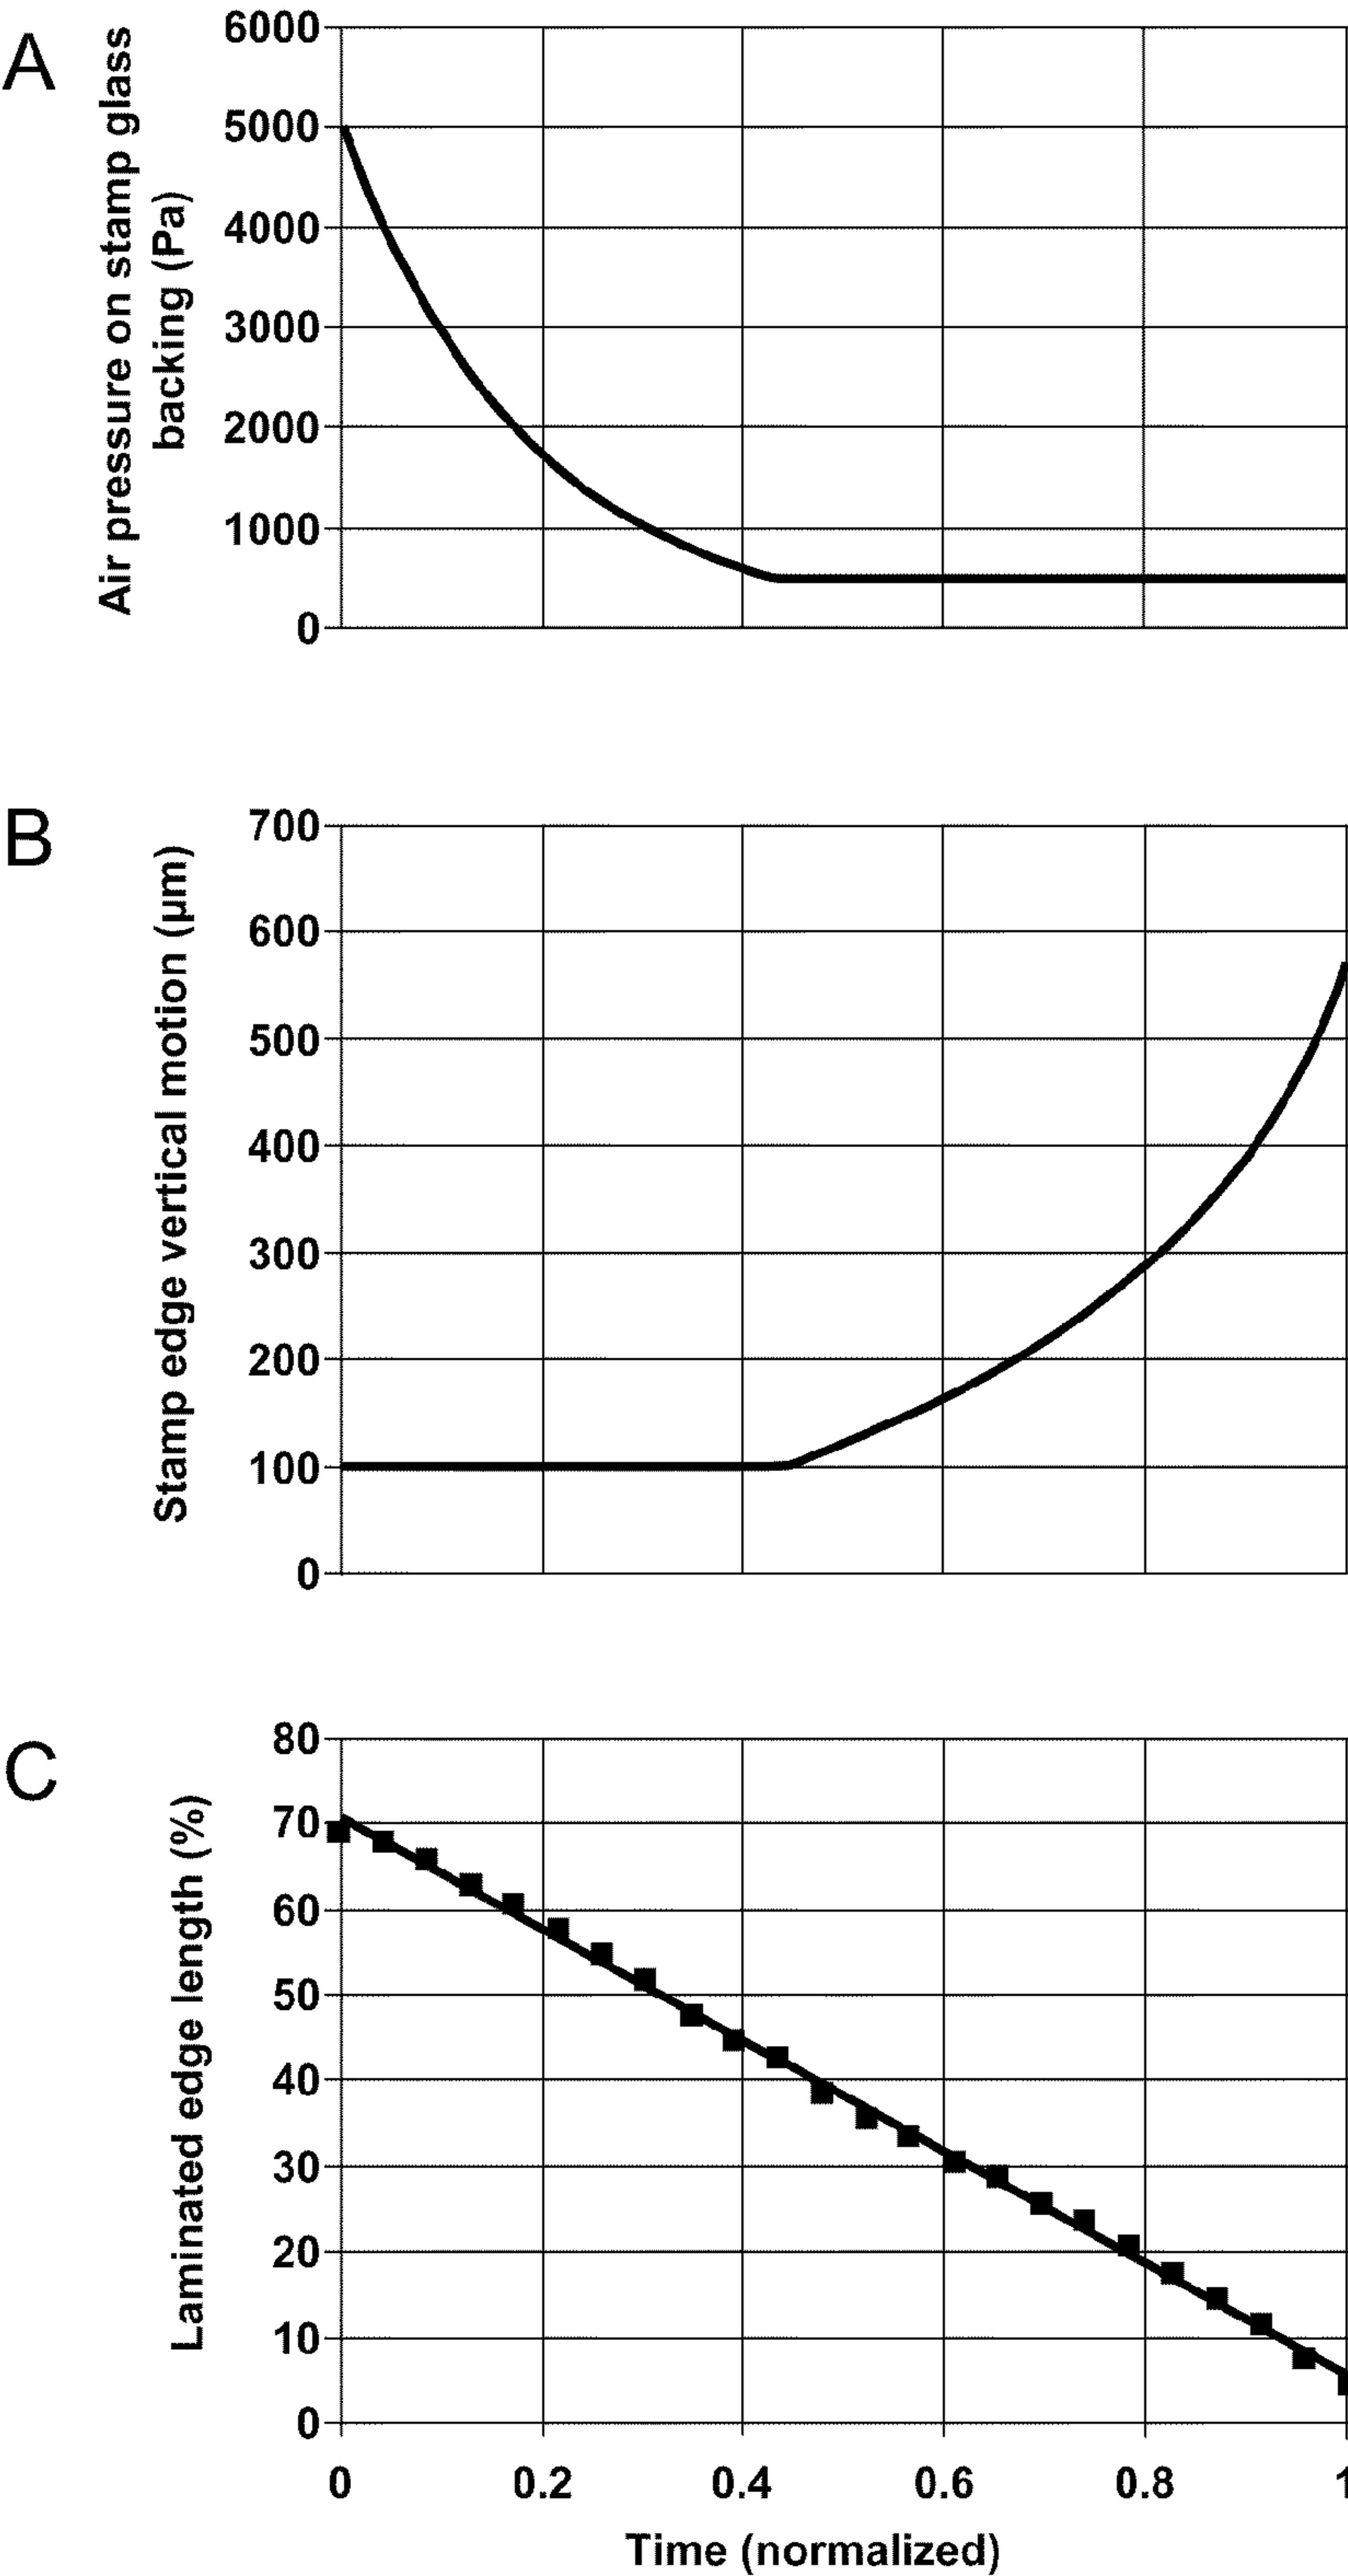 A
Air pressure on stamp glass
backing (Pa)
6000
5000
4000
3000
2000
1000
0
B
Stamp edge vertical motion (µm)
700
600
500
400
300
200
100
0
C
Laminated edge length (%)
80
70
60
50
40
30
20
10
0
0 0.2 0.4 0.6 0.8 1
Time (normalized)